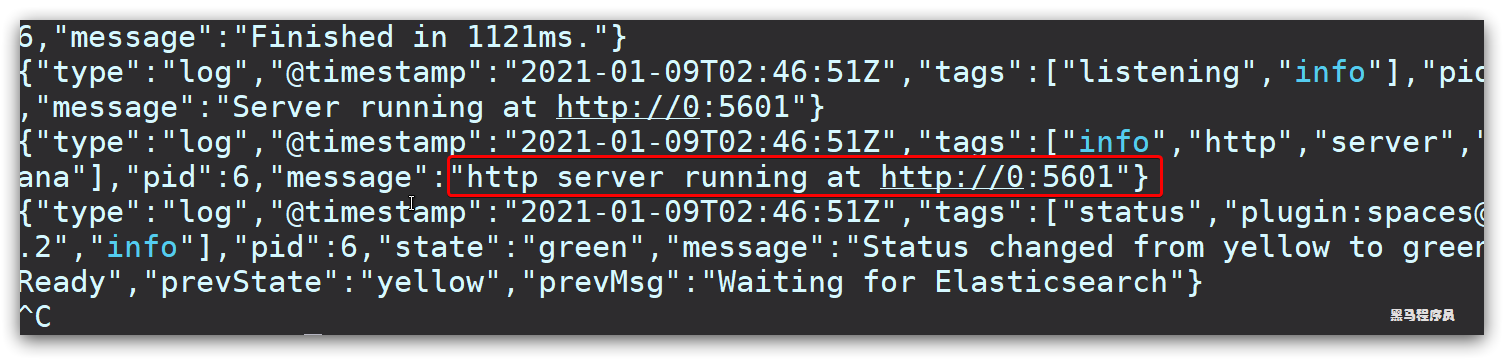 6,"message":"Finished in 1121ms."}
{"type":"log","@timestamp":"2021-01-09T02:46:51Z","tags":["listening","info"],"pid
,"message":"Server running at http://0:5601"}
{"type":"log","@timestamp":"2021-01-09T02:46:51Z","tags":["info","http","server","
ana"],"pid":6,"message":"http server running at http://0:5601"}
{"type":"log","@timestamp":"2021-01-09T02:46:51Z","tags":["status","plugin:spaces@
.2","info"],"pid":6,"state":"green","message":"Status changed from yellow to green
Ready","prevState":"yellow","prevMsg":"Waiting for Elasticsearch"}
^C
黑马程序员